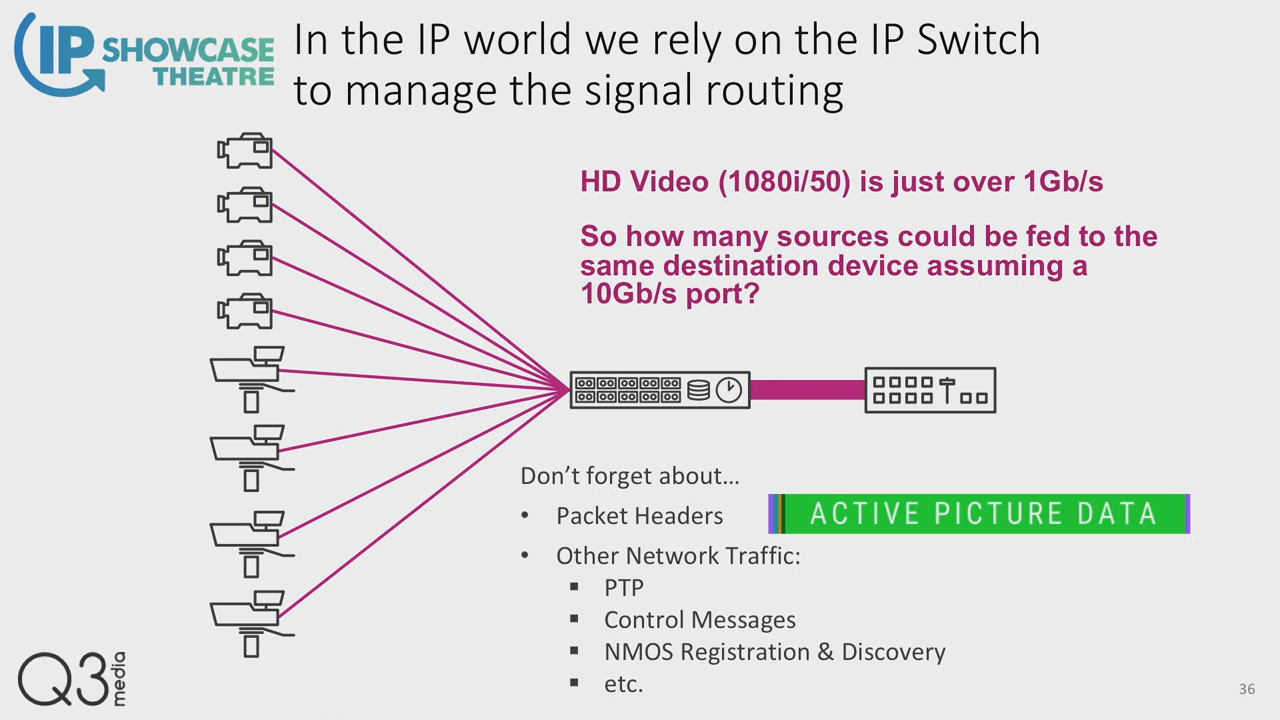 IP SHOWCASE
THEATRE
In the IP world we rely on the IP Switch
to manage the signal routing
HD Video (1080i/50) is just over 1Gb/s
So how many sources could be fed to the
same destination device assuming a
10Gb/s port?
Don’t forget about…
• Packet Headers
ACTIVE PICTURE DATA
• Other Network Traffic:
▪ PTP
▪ Control Messages
▪ NMOS Registration & Discovery
▪ etc.
Q3 media
36